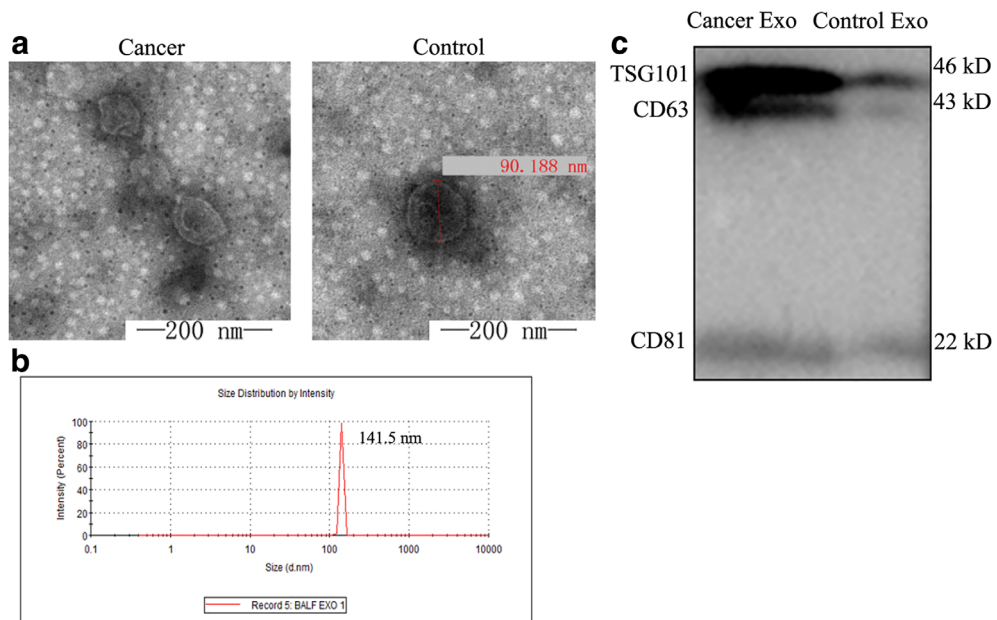 a
Cancer
Control
90.188 nm
200 nm
200 nm
b
Size Distribution by Intensity
Intensity (Percent)
100
80
60
40
20
0
141.5 nm
0.1 1 10 100 1000 10000
Size (d.nm)
Record 5: BALF EXO 1
c
Cancer Exo Control Exo
TSG101
46 kD
CD63
43 kD
CD81
22 kD